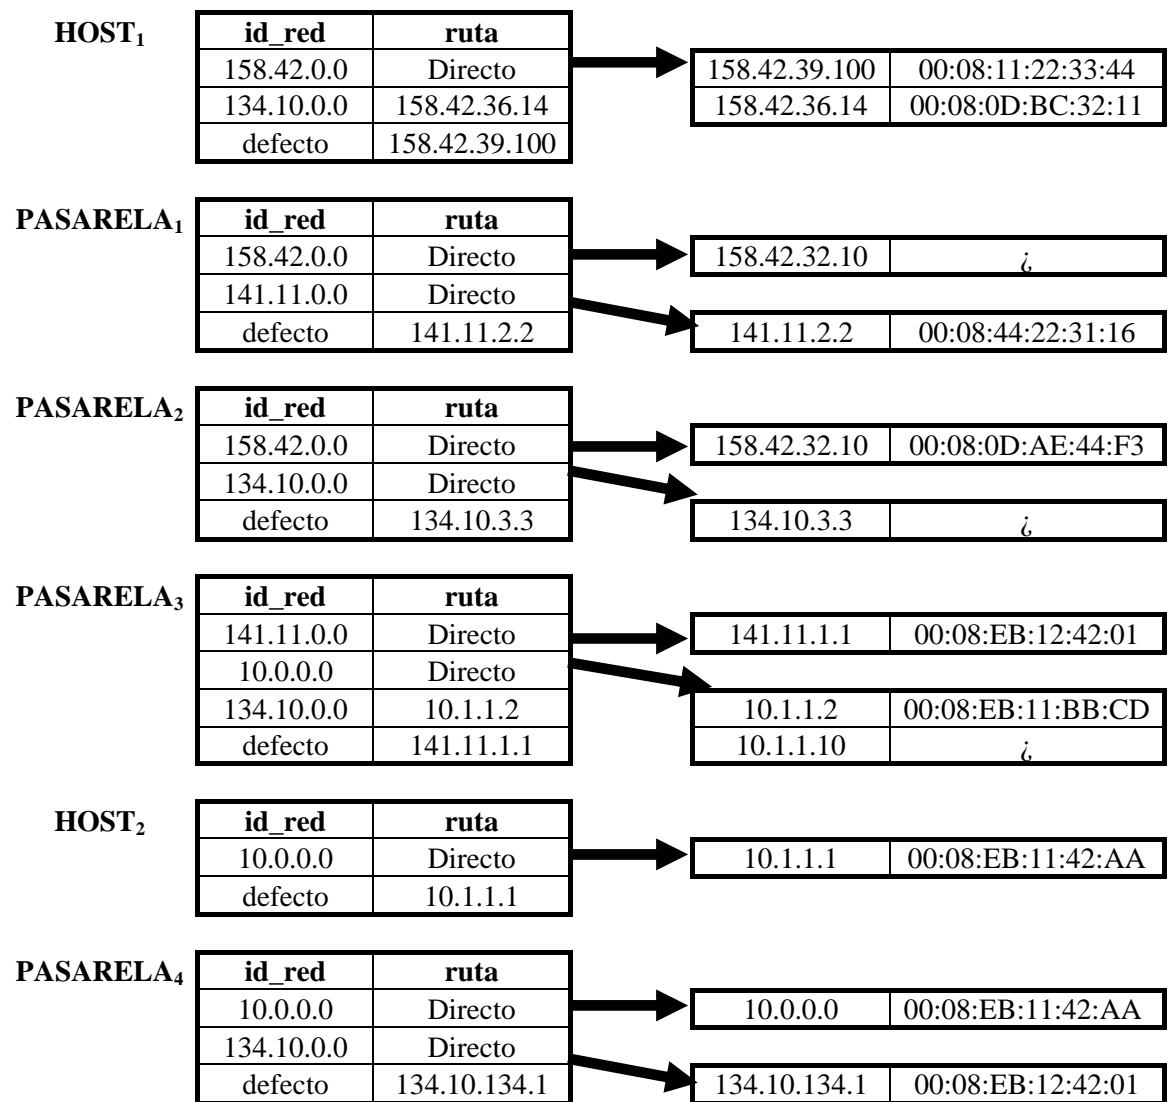 HOST₁ id_red ruta
158.42.0.0 Directo 158.42.39.100 00:08:11:22:33:44
134.10.0.0 158.42.36.14 158.42.36.14 00:08:0D:BC:32:11
defecto 158.42.39.100
PASARELA₁ id_red ruta
158.42.0.0 Directo 158.42.32.10 ¿
141.11.0.0 Directo
defecto 141.11.2.2 141.11.2.2 00:08:44:22:31:16
PASARELA₂ id_red ruta
158.42.0.0 Directo 158.42.32.10 00:08:0D:AE:44:F3
134.10.0.0 Directo
defecto 134.10.3.3 134.10.3.3 ¿
PASARELA₃ id_red ruta
141.11.0.0 Directo 141.11.1.1 00:08:EB:12:42:01
10.0.0.0 Directo
134.10.0.0 10.1.1.2 10.1.1.2 00:08:EB:11:BB:CD
defecto 141.11.1.1 10.1.1.10 ¿
HOST₂ id_red ruta
10.0.0.0 Directo 10.1.1.1 00:08:EB:11:42:AA
defecto 10.1.1.1
PASARELA₄ id_red ruta
10.0.0.0 Directo 10.0.0.0 00:08:EB:11:42:AA
134.10.0.0 Directo
defecto 134.10.134.1 134.10.134.1 00:08:EB:12:42:01